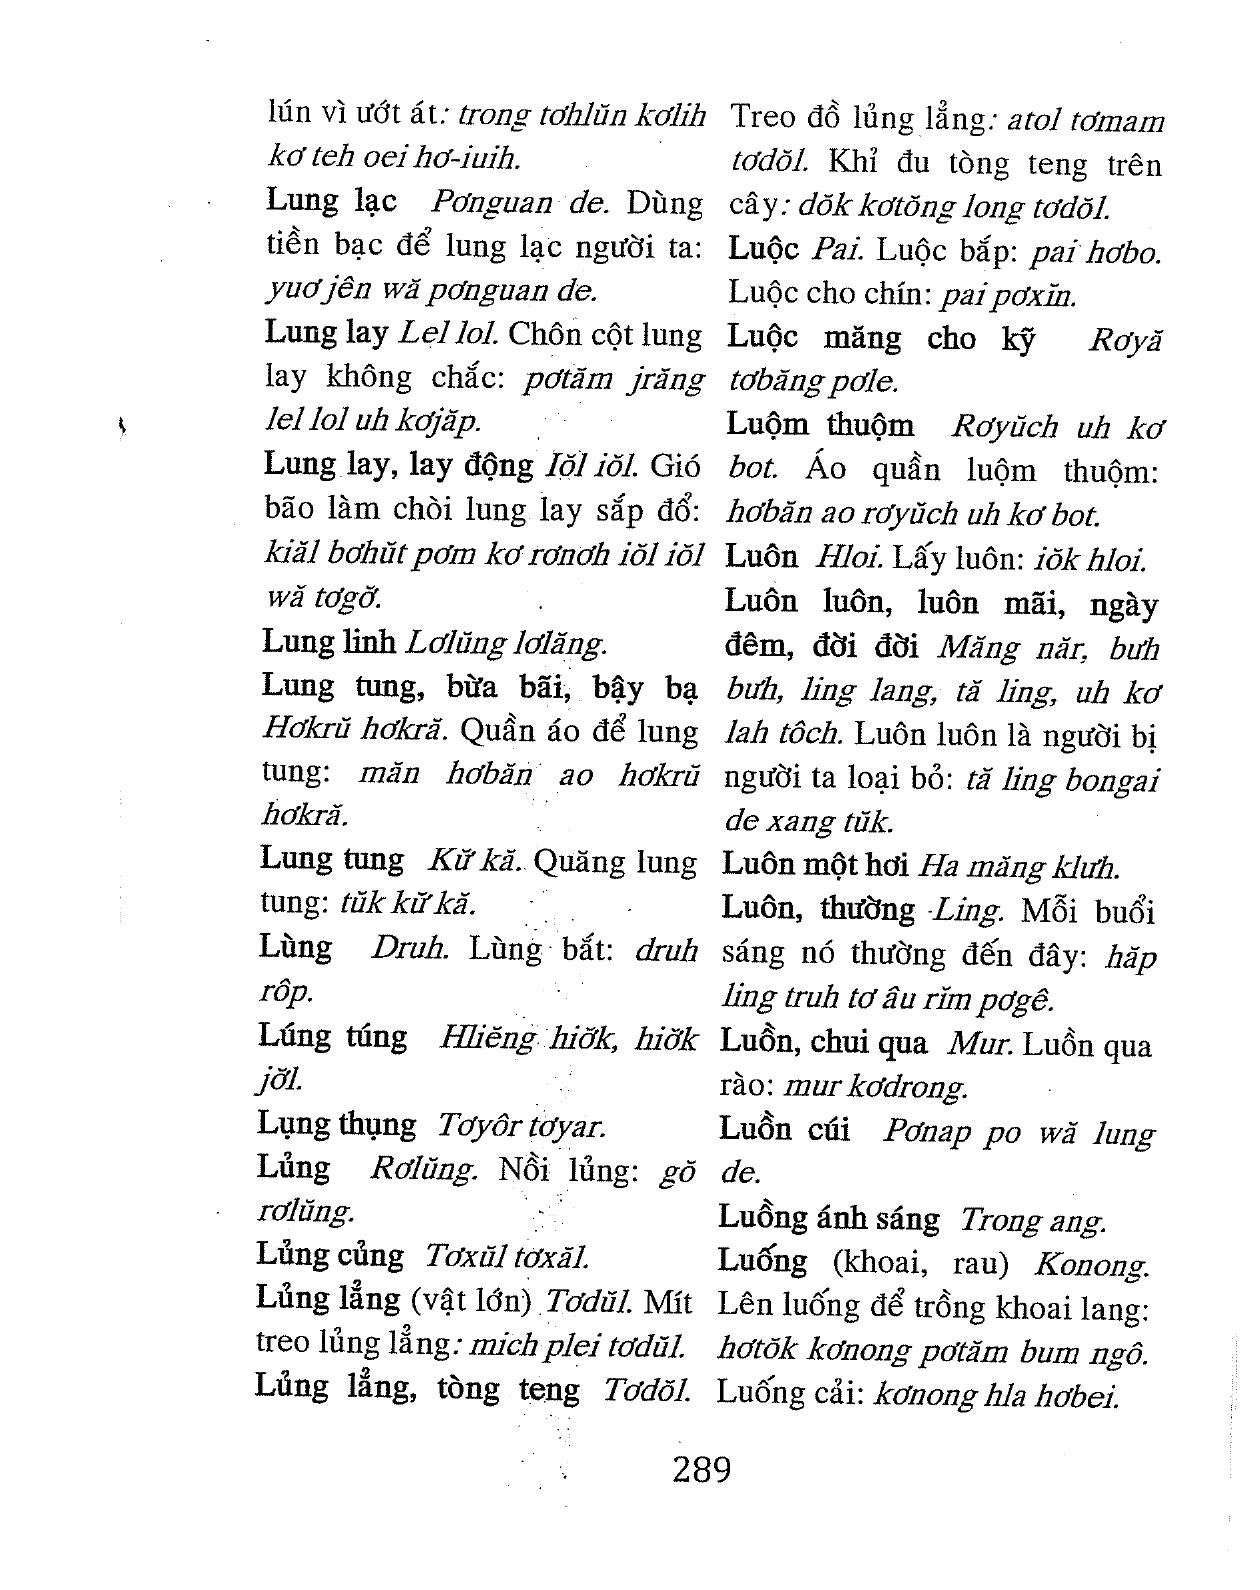 lún vì ướt át: trong tơhlŭn kơlih
kơ teh oei hơ-iuih.
Lung lạc Pơnguan de. Dùng
tiền bạc để lung lạc người ta:
yuơ jên wă pơnguan de.
Lung lay Lel lol. Chôn cột lung
lay không chắc: pơtăm jrăng
lel lol uh kơjăp.
Lung lay, lay động Iŏl iŏl. Gió
bão làm chòi lung lay sắp đổ:
kiăl bơhŭt pơm kơ rơnơh iŏl iŏl
wă tơgơ̆.
Lung linh Lơlŭng lơlăng.
Lung tung, bừa bãi, bậy bạ
Hơkrŭ hơkră. Quần áo để lung
tung: măn hơbăn ao hơkrŭ
hơkră.
Lung tung Kư̆ kă. Quăng lung
tung: tŭk kư̆ kă.
Lùng Druh. Lùng bắt: druh
rôp.
Lúng túng Hliĕng hiơ̆k, hiơ̆k
jơ̆l.
Lụng thụng Tơyôr tơyar.
Lủng Rơlŭng. Nồi lủng: gŏ
rơlŭng.
Lủng củng Tơxŭl tơxăl.
Lủng lẳng (vật lớn) Tơdŭl. Mít
treo lủng lẳng: mich plei tơdŭl.
Lủng lẳng, tòng teng Tơdŏl.
Treo đồ lủng lẳng: atol tơmam
tơdŏl. Khỉ đu tòng teng trên
cây: dŏk kơtŏng long tơdŏl.
Luộc Pai. Luộc bắp: pai hơbo.
Luộc cho chín: pai pơxĭn.
Luộc măng cho kỹ Rơyă
tơbăng pơle.
Luộm thuộm Rơyŭch uh kơ
bot. Áo quần luộm thuộm:
hơbăn ao rơyŭch uh kơ bot.
Luôn Hloi. Lấy luôn: iŏk hloi.
Luôn luôn, luôn mãi, ngày
đêm, đời đời Măng năr, bưh
bưh, ling lang, tă ling, uh kơ
lah tôch. Luôn luôn là người bị
người ta loại bỏ: tă ling bongai
de xang tŭk.
Luôn một hơi Ha măng klưh.
Luôn, thường Ling. Mỗi buổi
sáng nó thường đến đây: hăp
ling truh tơ âu rĭm pơgê.
Luồn, chui qua Mur. Luồn qua
rào: mur kơdrong.
Luồn cúi Pơnap po wă lung
de.
Luồng ánh sáng Trong ang.
Luống (khoai, rau) Konong.
Lên luống để trồng khoai lang:
hơtŏk kơnong pơtăm bum ngô.
Luống cải: kơnong hla hơbei.
289